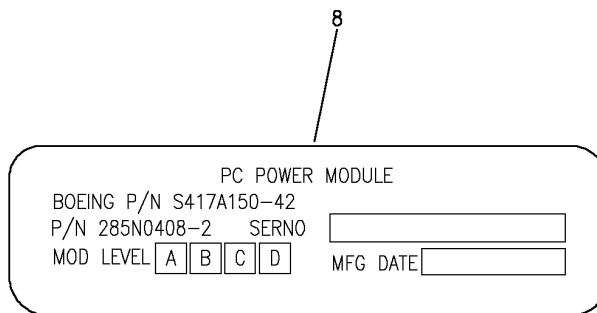 8
PC POWER MODULE
BOEING P/N S417A150-42
P/N 285N0408-2 SERNO
MOD LEVEL A B C D MFG DATE